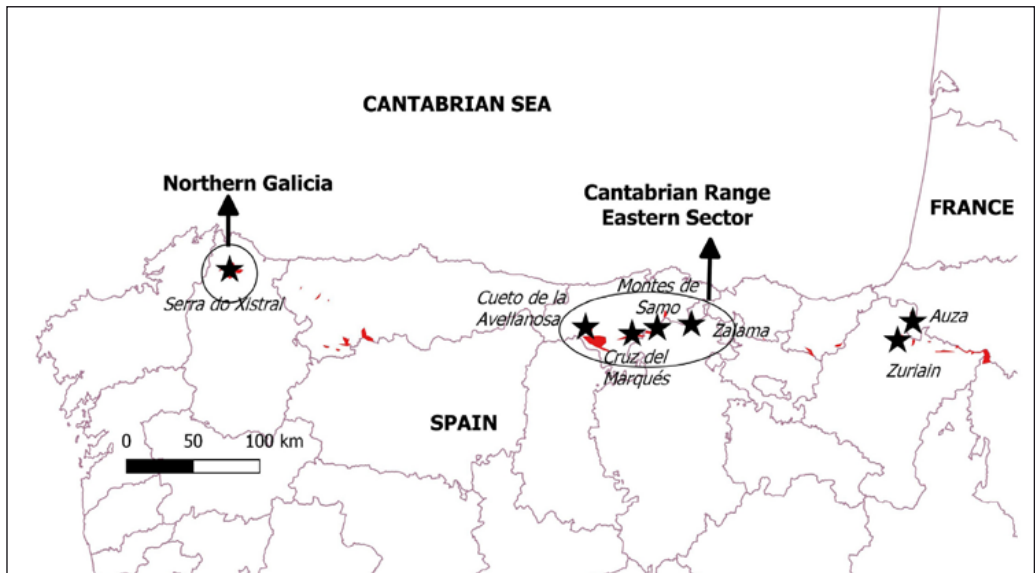 CANTABRIAN SEA
Northern Galicia
Cantabrian Range
Eastern Sector
FRANCE
Serra do Xistral
Cueto de la
Avellanosa
Montes de
Samo
Zalama
Cruz del
Marqués
Auza
Zuriain
SPAIN
0 50 100 km